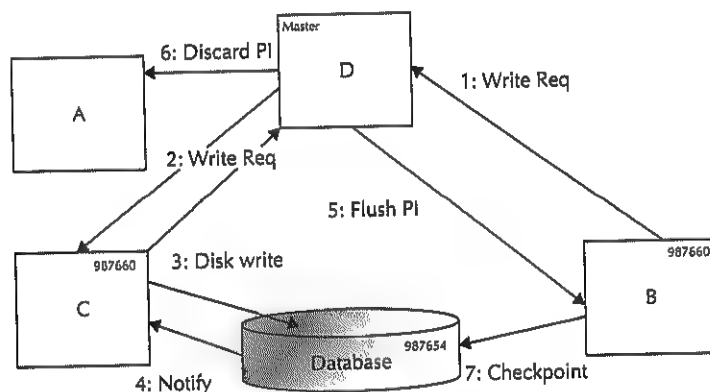 Master
D
6: Discard PI
1: Write Req
A
2: Write Req
5: Flush PI
987660
C
3: Disk write
987660
B
Database
987654
4: Notify
7: Checkpoint